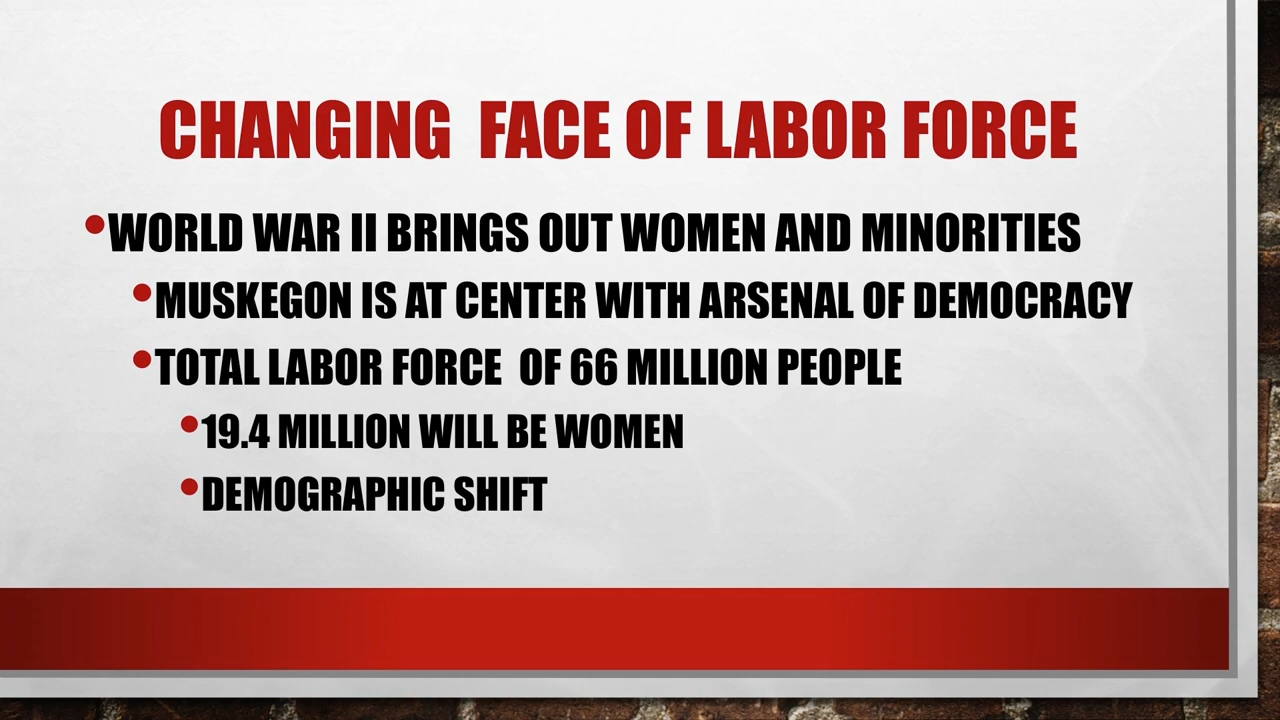 CHANGING  FACE OF LABOR FORCE
•WORLD WAR II BRINGS OUT WOMEN AND MINORITIES
•MUSKEGON IS AT CENTER WITH ARSENAL OF DEMOCRACY
•TOTAL LABOR FORCE  OF 66 MILLION PEOPLE
•19.4 MILLION WILL BE WOMEN
•DEMOGRAPHIC SHIFT